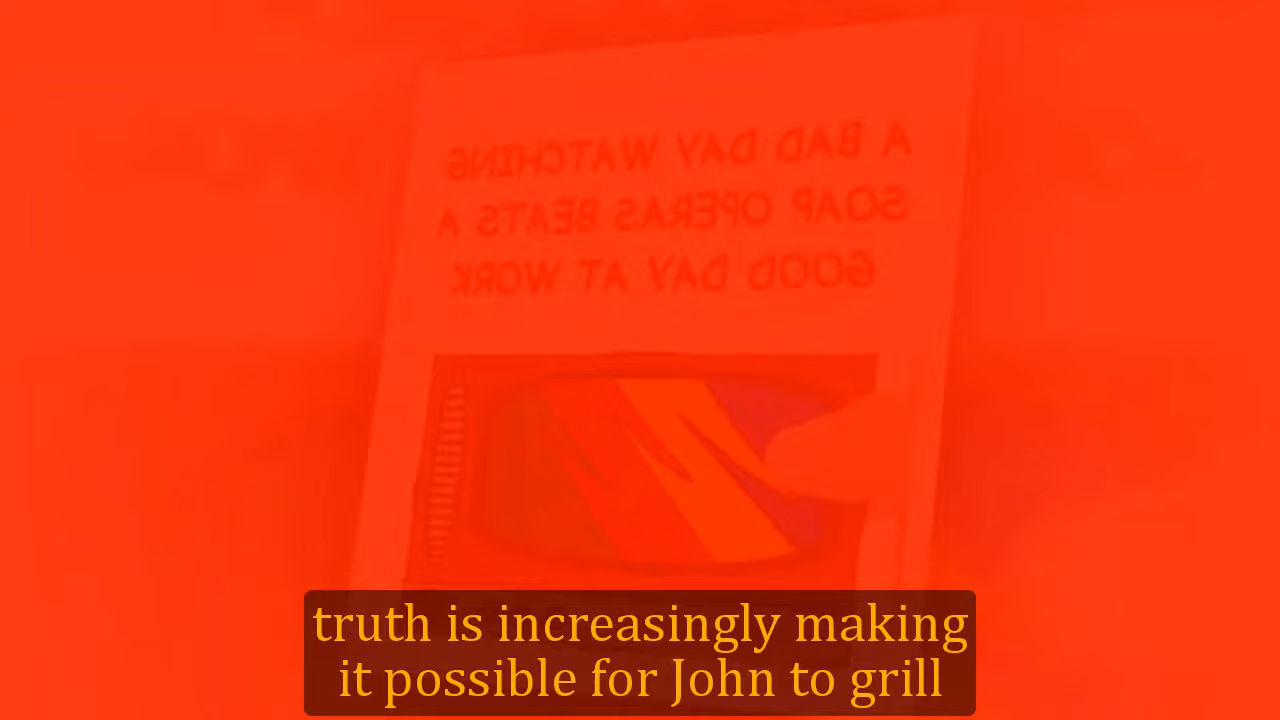 A BAD DAY WATCHING
SOAP OPERAS BEATS A
GOOD DAY AT WORK
truth is increasingly making
it possible for John to grill